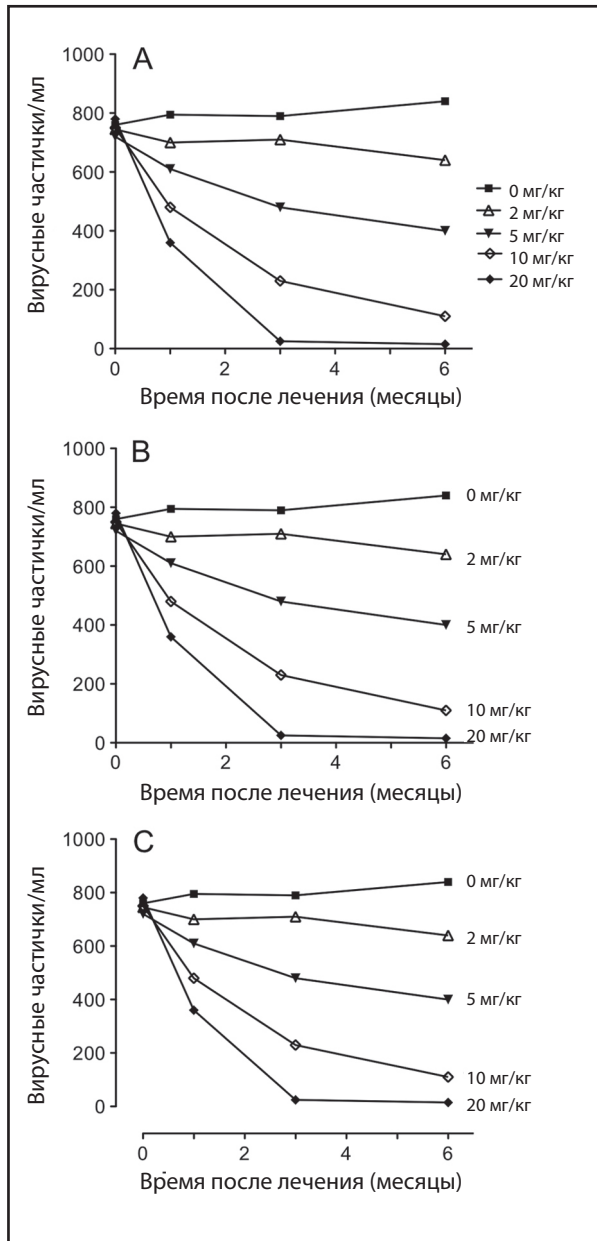 A
1000
800
600
400
200
0
Вирусные частички/мл
0 2 4 6
Время после лечения (месяцы)
0 мг/кг
2 мг/кг
5 мг/кг
10 мг/кг
20 мг/кг
B
1000
800
600
400
200
0
Вирусные частички/мл
0 2 4 6
Время после лечения (месяцы)
0 мг/кг
2 мг/кг
5 мг/кг
10 мг/кг
20 мг/кг
C
1000
800
600
400
200
0
Вирусные частички/мл
0 2 4 6
Время после лечения (месяцы)
0 мг/кг
2 мг/кг
5 мг/кг
10 мг/кг
20 мг/кг